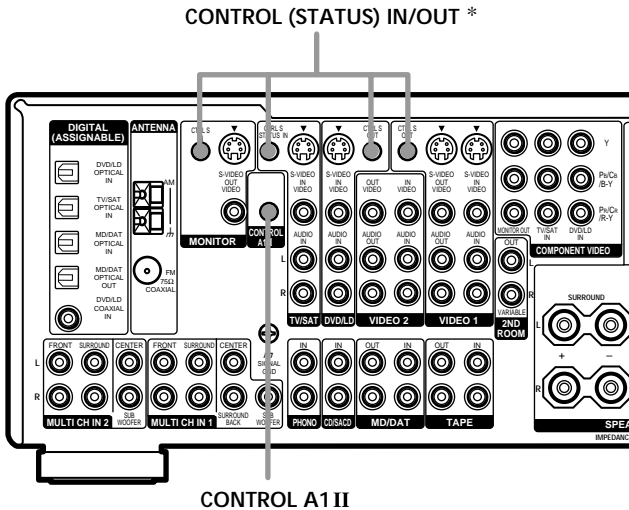 CONTROL (STATUS) IN/OUT *
DIGITAL
(ASSIGNABLE)
DVD/LD
OPTICAL
IN
TV/SAT
OPTICAL
IN
MD/DAT
OPTICAL
IN
MD/DAT
OPTICAL
OUT
DVD/LD
COAXIAL
IN
ANTENNA
AM
FM
75Ω
COAXIAL
CTRL S
S-VIDEO
OUT
VIDEO
MONITOR
CTRL S
STATUS IN
CONTROL
S-VIDEO
IN
VIDEO
AUDIO
IN
L
R
TV/SAT
S-VIDEO
IN
VIDEO
AUDIO
IN
DVD/LD
CTRL S
OUT
OUT
VIDEO
IN
VIDEO
AUDIO
OUT
AUDIO
IN
VIDEO 2
CTRL S
OUT
S-VIDEO
OUT
VIDEO
S-VIDEO
IN
VIDEO
AUDIO
OUT
AUDIO
IN
VIDEO 1
Y
PB/CB
/B-Y
PR/CR
/R-Y
MONITOR OUT
TV/SAT
IN
DVD/LD
IN
COMPONENT VIDEO
OUT
L
R
VARIABLE
2ND
ROOM
SURROUND
L
+ −
R
SPEA
IMPEDANC
SIGNAL
GND
FRONT SURROUND CENTER
L
R
SUB
WOOFER
MULTI CH IN 2
FRONT SURROUND CENTER
SURROUND
BACK
SUB
WOOFER
MULTI CH IN 1
IN
PHONO
IN
CD/SACD
OUT IN
MD/DAT
OUT IN
TAPE
CONTROL A1II